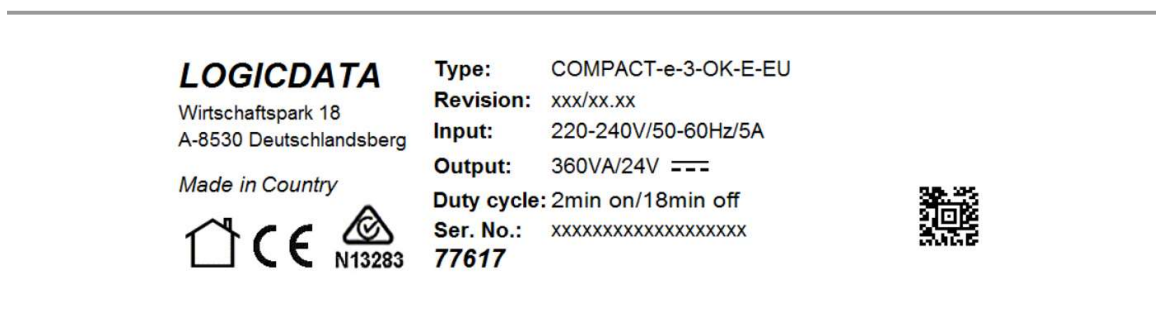 LOGICDATA
Wirtschaftspark 18
A-8530 Deutschlandsberg
Made in Country
CE
N13283
Type: COMPACT-e-3-OK-E-EU
Revision: xxx/xx.xx
Input: 220-240V/50-60Hz/5A
Output: 360VA/24V
Duty cycle: 2min on/18min off
Ser. No.: xxxxxxxxxxxxxxxxxxx
77617